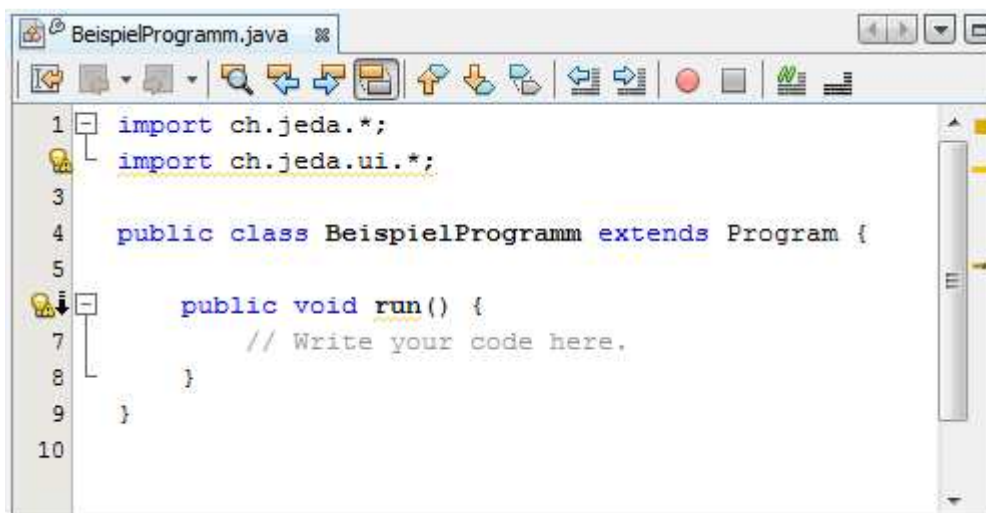 BeispielProgramm.java
1 import ch.jeda.*;
import ch.jeda.ui.*;
3
4 public class BeispielProgramm extends Program {
5
public void run() {
7 // Write your code here.
8 }
9 }
10